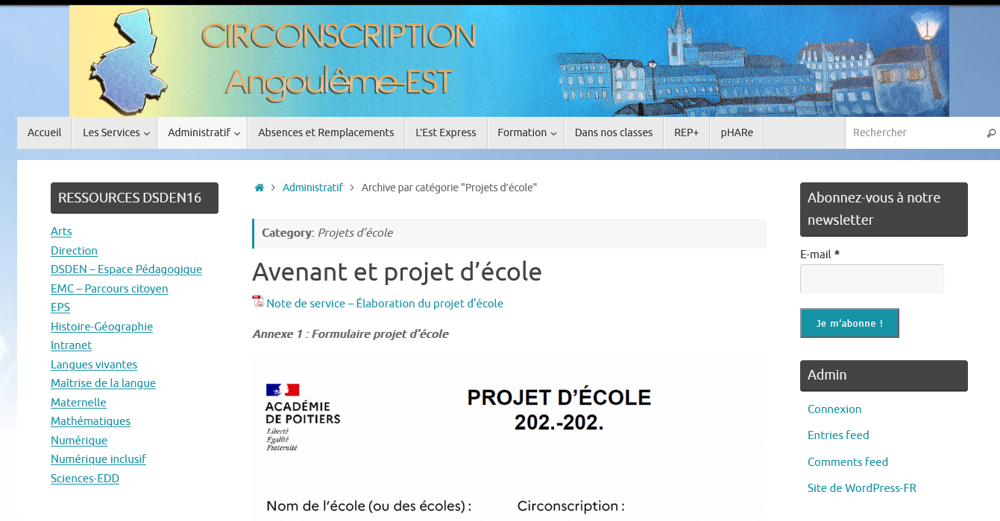 CIRCONSCRIPTION
Angoulême-EST
Accueil Les Services Administratif Absences et Remplacements L’Est Express Formation Dans nos classes REP+ pHARe Rechercher
RESSOURCES DSDEN16
Arts
Direction
DSDEN – Espace Pédagogique
EMC – Parcours citoyen
EPS
Histoire-Géographie
Intranet
Langues vivantes
Maîtrise de la langue
Maternelle
Mathématiques
Numérique
Numérique inclusif
Sciences-EDD
Administratif Archive par catégorie "Projets d’école"
Category: Projets d’école
Avenant et projet d’école
Note de service – Élaboration du projet d’école
Annexe 1 : Formulaire projet d’école
ACADÉMIE
DE POITIERS
Liberté
Égalité
Fraternité
PROJET D’ÉCOLE
202.-202.
Nom de l’école (ou des écoles) : Circonscription :
Abonnez-vous à notre
newsletter
E-mail *
Je m’abonne !
Admin
Connexion
Entries feed
Comments feed
Site de WordPress-FR